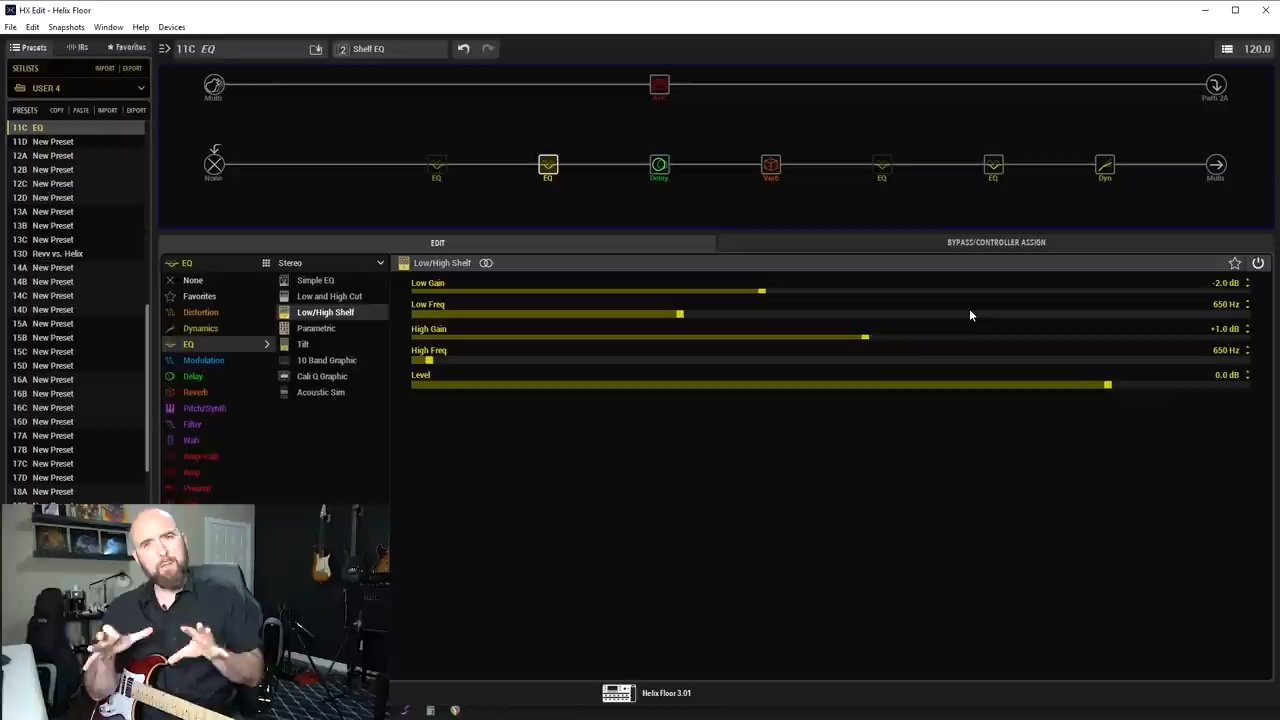 HX Edit - Helix Floor
File Edit Snapshots Window Help Devices
Presets IRs Favorites
11C EQ
2 Shelf EQ
120.0
SETLISTS IMPORT EXPORT
USER 4
PRESETS COPY PASTE IMPORT EXPORT
11C EQ
11D New Preset
12A New Preset
12B New Preset
12C New Preset
12D New Preset
13A New Preset
13B New Preset
13C New Preset
13D Revv vs. Helix
14A New Preset
14B New Preset
14C New Preset
14D New Preset
15A New Preset
15B New Preset
15C New Preset
15D New Preset
16A New Preset
16B New Preset
16C New Preset
16D New Preset
17A New Preset
17B New Preset
17C New Preset
17D New Preset
18A New Preset
Multi
A+C
Path 2A
None
EQ
EQ
Delay
Verb
EQ
EQ
Dyn
Multi
EDIT
BYPASS/CONTROLLER ASSIGN
EQ
Stereo
None
Favorites
Distortion
Dynamics
EQ
Modulation
Delay
Reverb
Pitch/Synth
Filter
Wah
Amp+Cab
Amp
Preamp
Simple EQ
Low and High Cut
Low/High Shelf
Parametric
Tilt
10 Band Graphic
Cali Q Graphic
Acoustic Sim
Low/High Shelf
Low Gain -2.0 dB
Low Freq 650 Hz
High Gain +1.0 dB
High Freq 650 Hz
Level 0.0 dB
Helix Floor 3.01